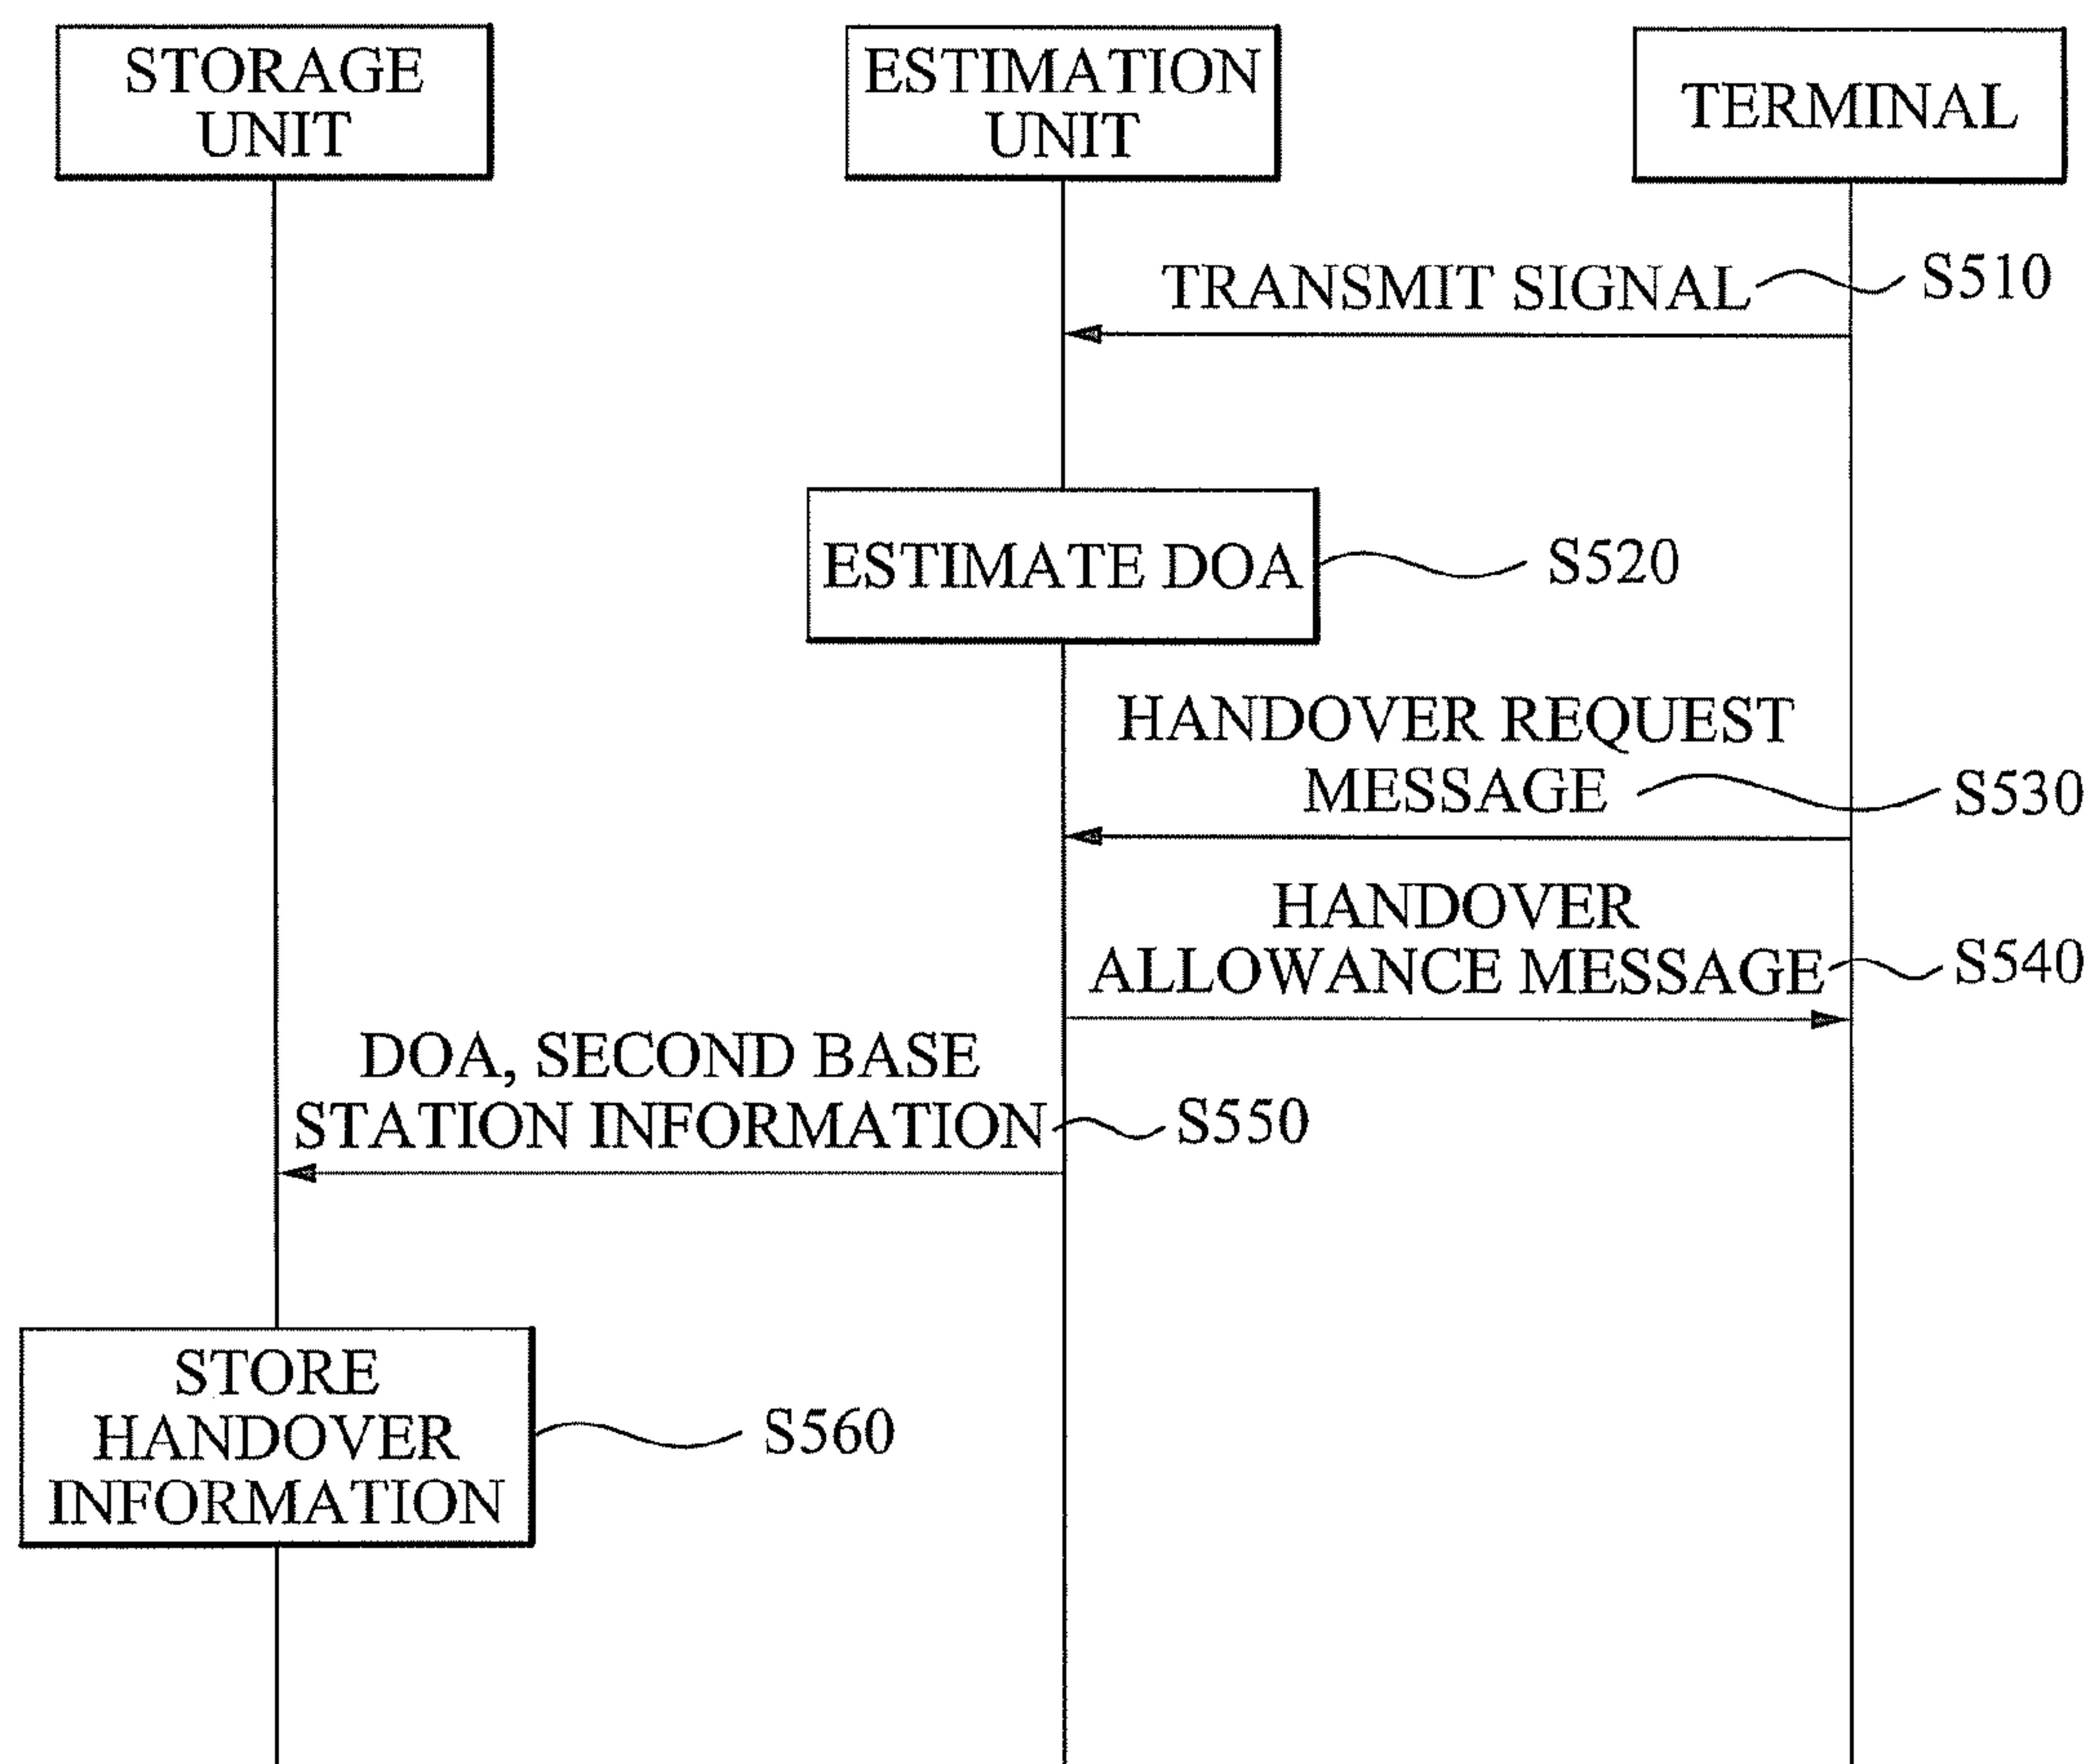 STORAGE
UNIT
ESTIMATION
UNIT
TERMINAL
TRANSMIT SIGNAL
S510
ESTIMATE DOA
S520
HANDOVER REQUEST
MESSAGE
S530
HANDOVER
ALLOWANCE MESSAGE
S540
DOA, SECOND BASE
STATION INFORMATION
S550
STORE
HANDOVER
INFORMATION
S560